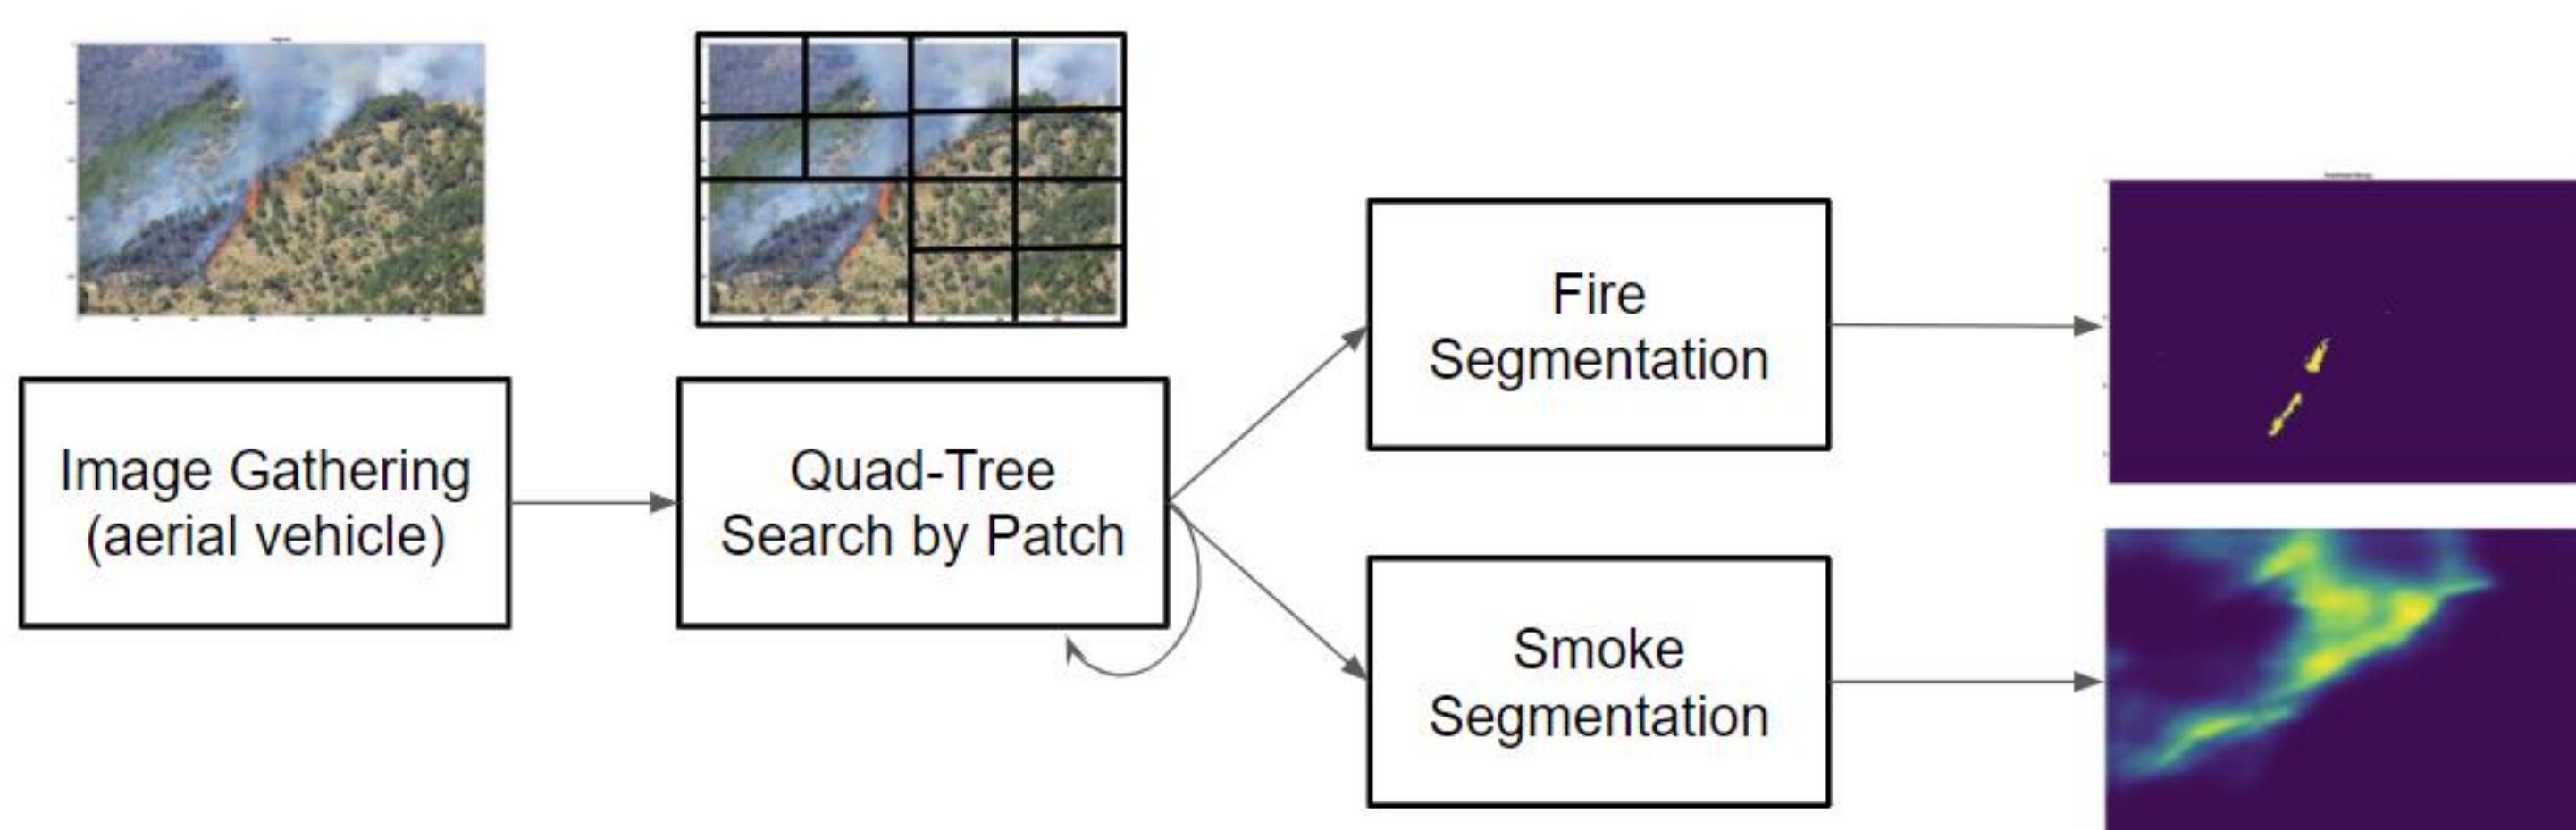 Image Gathering
(aerial vehicle)
Quad-Tree
Search by Patch
Fire
Segmentation
Smoke
Segmentation